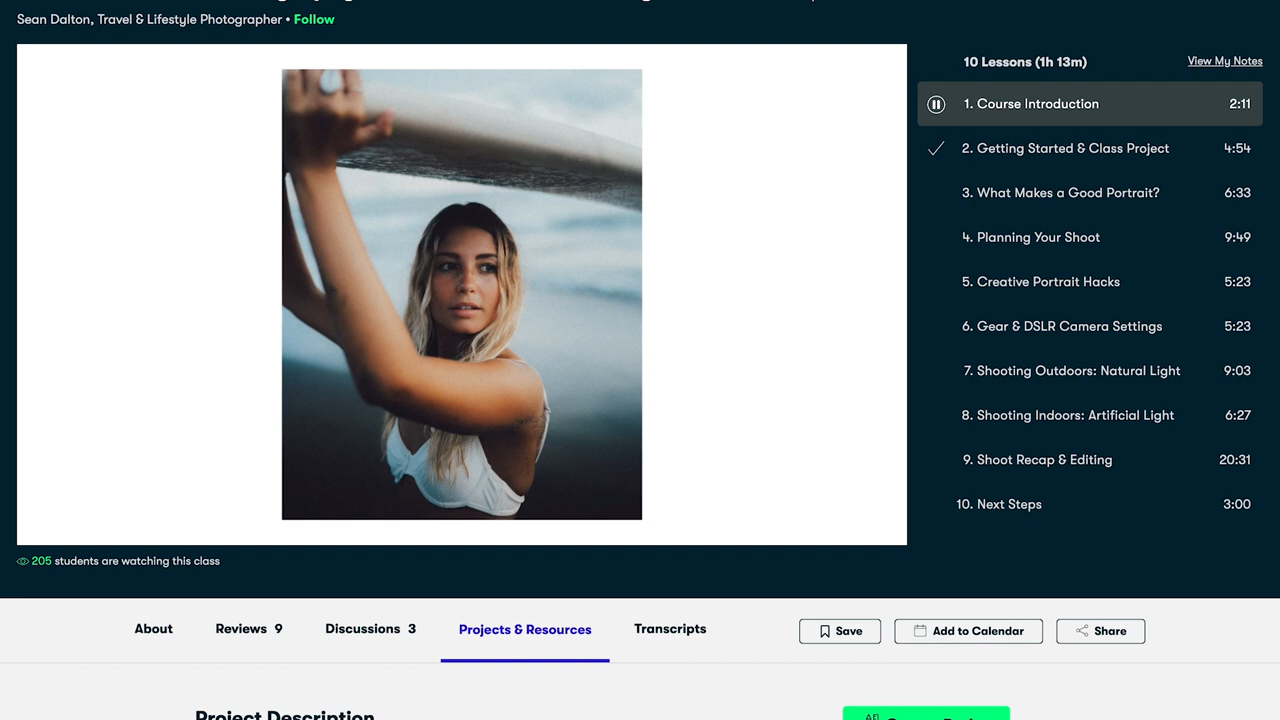 Sean Dalton, Travel & Lifestyle Photographer • Follow
10 Lessons (1h 13m) View My Notes
1. Course Introduction 2:11
2. Getting Started & Class Project 4:54
3. What Makes a Good Portrait? 6:33
4. Planning Your Shoot 9:49
5. Creative Portrait Hacks 5:23
6. Gear & DSLR Camera Settings 5:23
7. Shooting Outdoors: Natural Light 9:03
8. Shooting Indoors: Artificial Light 6:27
9. Shoot Recap & Editing 20:31
10. Next Steps 3:00
205 students are watching this class
About Reviews 9 Discussions 3 Projects & Resources Transcripts Save Add to Calendar Share
Project Description